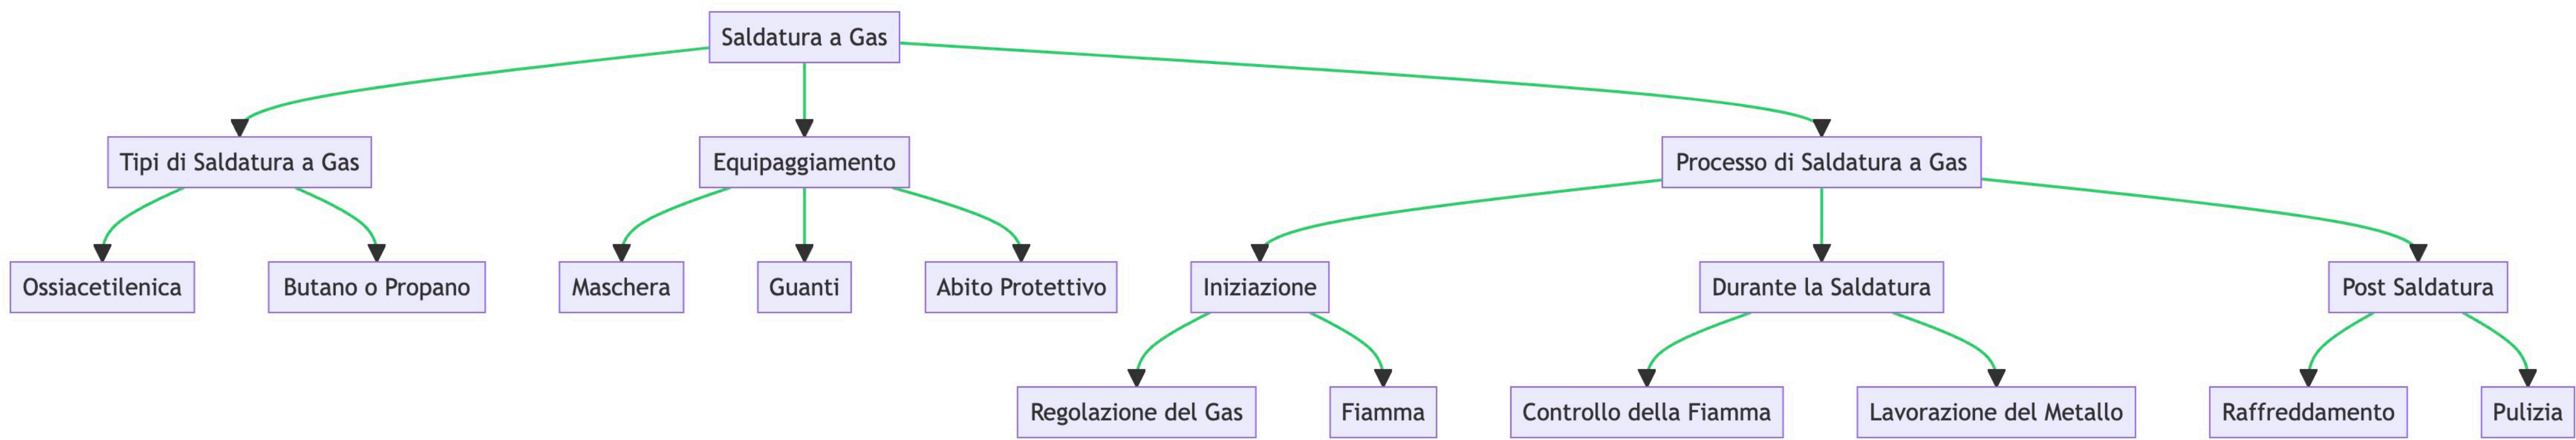 Saldatura a Gas
Tipi di Saldatura a Gas
Equipaggiamento
Processo di Saldatura a Gas
Ossiacetilenica
Butano o Propano
Maschera
Guanti
Abito Protettivo
Iniziazione
Durante la Saldatura
Post Saldatura
Regolazione del Gas
Fiamma
Controllo della Fiamma
Lavorazione del Metallo
Raffreddamento
Pulizia